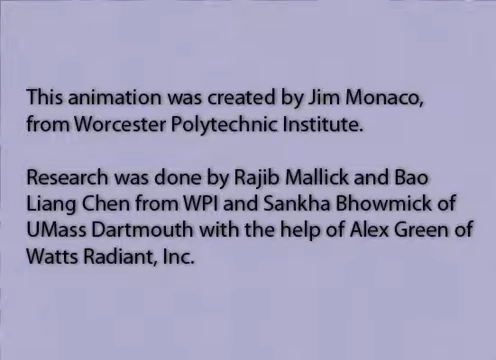 This animation was created by Jim Monaco,
from Worcester Polytechnic Institute.
Research was done by Rajib Mallick and Bao
Liang Chen from WPI and Sankha Bhowmick of
UMass Dartmouth with the help of Alex Green of
Watts Radiant, Inc.